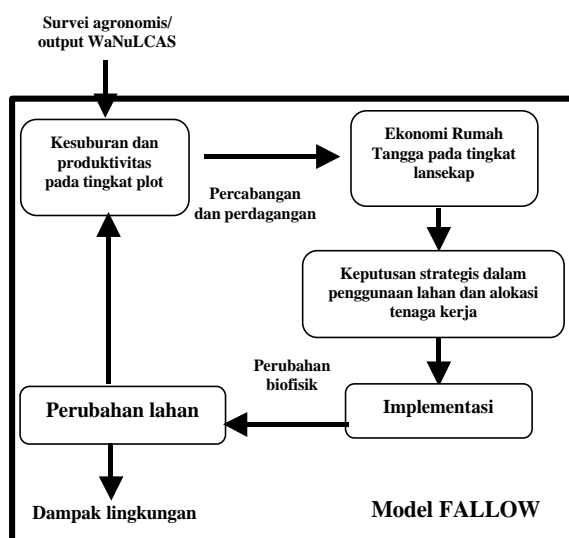 Survei agronomis/
output WaNuLCAS
Kesuburan dan
produktivitas
pada tingkat plot
Ekonomi Rumah
Tangga pada tingkat
lansekap
Percabangan
dan perdagangan
Keputusan strategis dalam
penggunaan lahan dan alokasi
tenaga kerja
Perubahan
biofisik
Perubahan lahan
Implementasi
Dampak lingkungan
Model FALLOW